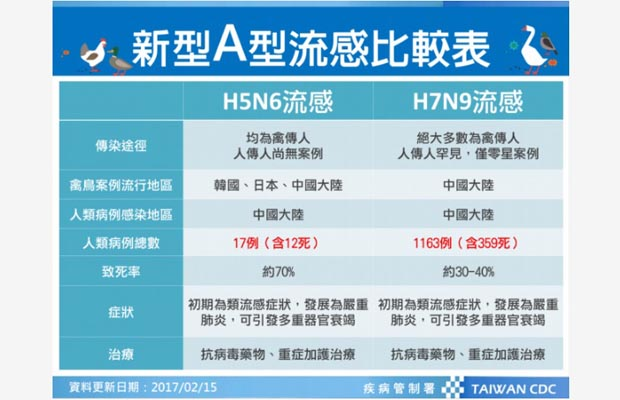 新型A型流感比較表
H5N6流感 H7N9流感
傳染途徑 均為禽傳人 絕大多數為禽傳人
人傳人尚無案例 人傳人罕見，僅零星案例
禽鳥案例流行地區 韓國、日本、中國大陸 中國大陸
人類病例感染地區 中國大陸 中國大陸
人類病例總數 17例（含12死） 1163例（含359死）
致死率 約70% 約30-40%
症狀 初期為類流感症狀，發展為嚴重 初期為類流感症狀，發展為嚴重
肺炎，可引發多重器官衰竭 肺炎，可引發多重器官衰竭
治療 抗病毒藥物、重症加護治療 抗病毒藥物、重症加護治療
資料更新日期：2017/02/15 疾病管制署 TAIWAN CDC